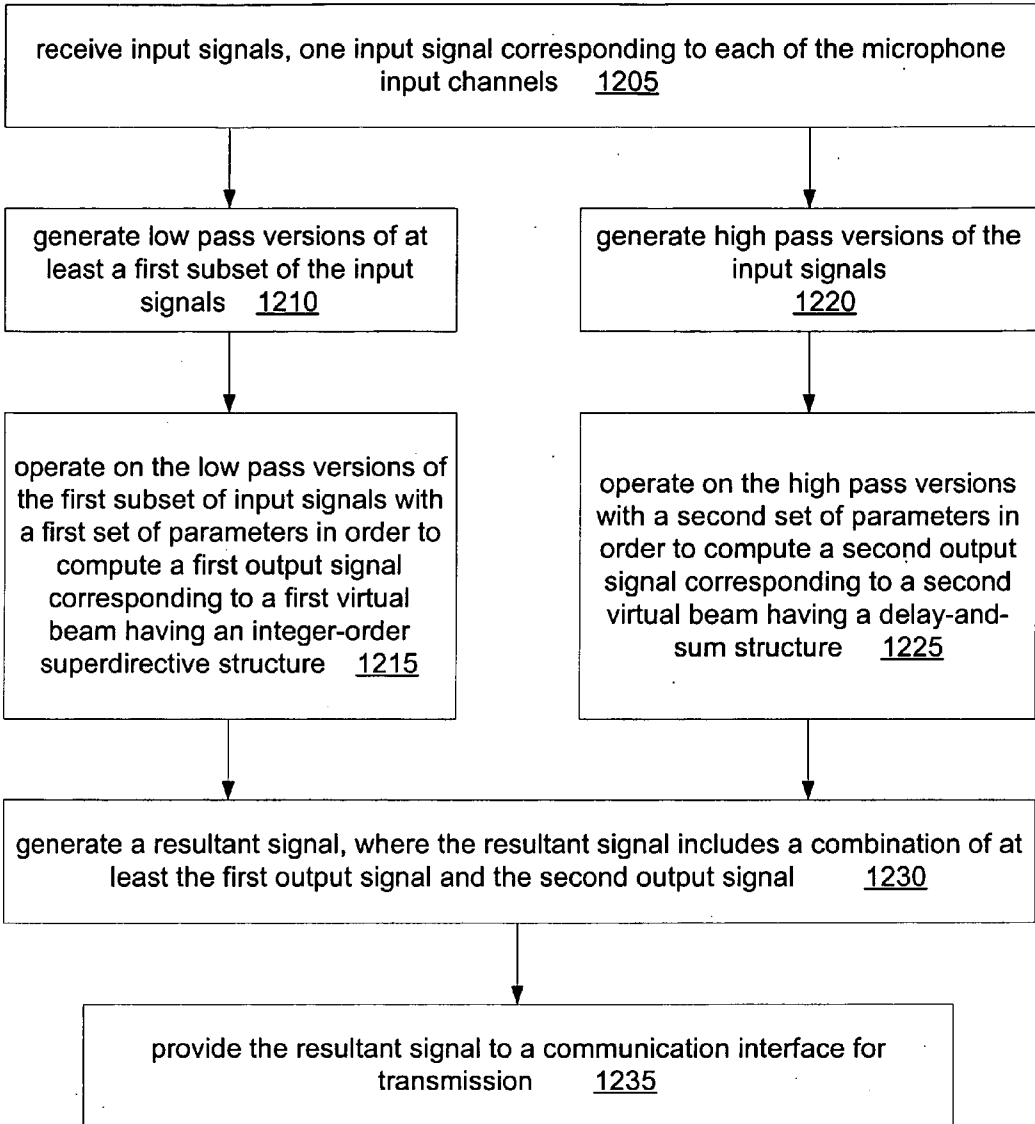 receive input signals, one input signal corresponding to each of the microphone
input channels 1205
generate low pass versions of at
least a first subset of the input
signals 1210
generate high pass versions of the
input signals
1220
operate on the low pass versions of
the first subset of input signals with
a first set of parameters in order to
compute a first output signal
corresponding to a first virtual
beam having an integer-order
superdirective structure 1215
operate on the high pass versions
with a second set of parameters in
order to compute a second output
signal corresponding to a second
virtual beam having a delay-and-
sum structure 1225
generate a resultant signal, where the resultant signal includes a combination of at
least the first output signal and the second output signal 1230
provide the resultant signal to a communication interface for
transmission 1235